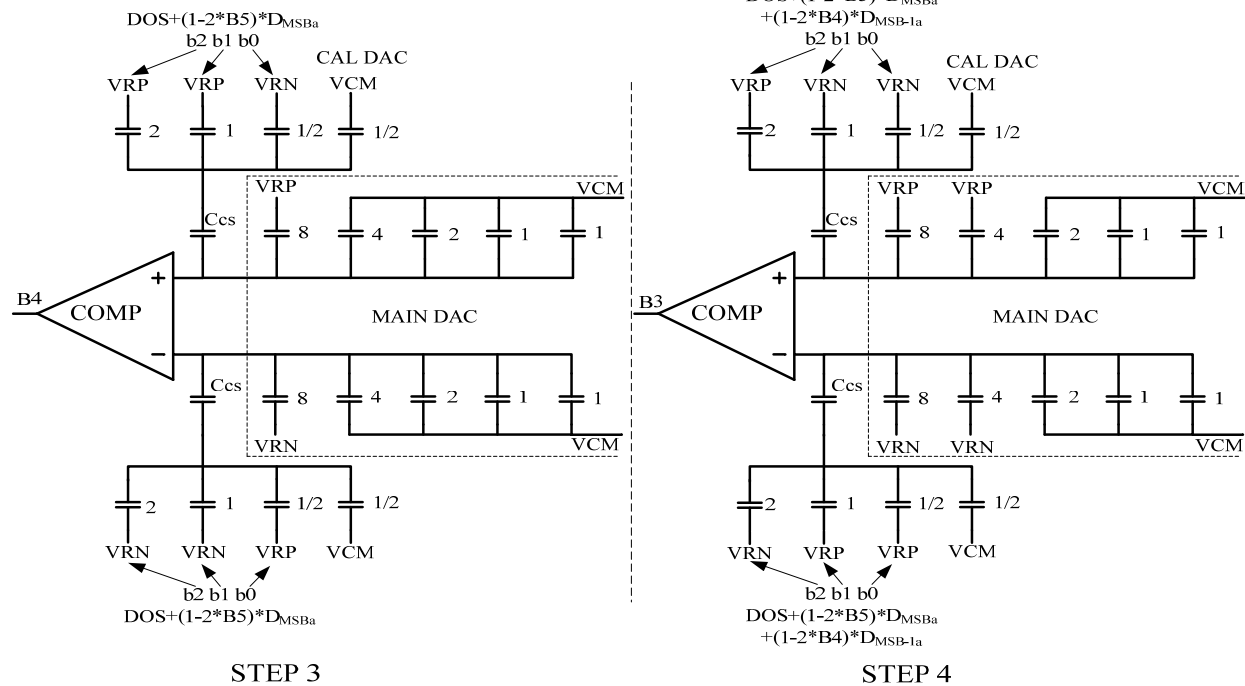 DOS+(1-2*B5)*DMSBa
b2 b1 b0
CAL DAC
VRP VRP VRN VCM
2 1 1/2 1/2
VRP
VCM
Ccs
8 4 2 1 1
+
B4
COMP
MAIN DAC
−
Ccs
8 4 2 1 1
VRN
VCM
2 1 1/2 1/2
VRN VRN VRP VCM
b2 b1 b0
DOS+(1-2*B5)*DMSBa
STEP 3
DOS+(1-2*B5)*DMSBa
+(1-2*B4)*DMSB-1a
b2 b1 b0
CAL DAC
VRP VRN VRN VCM
2 1 1/2 1/2
VRP VRP
VCM
Ccs
8 4 2 1 1
+
B3
COMP
MAIN DAC
−
Ccs
8 4 2 1 1
VRN VRN
VCM
2 1 1/2 1/2
VRN VRP VRP VCM
b2 b1 b0
DOS+(1-2*B5)*DMSBa
+(1-2*B4)*DMSB-1a
STEP 4